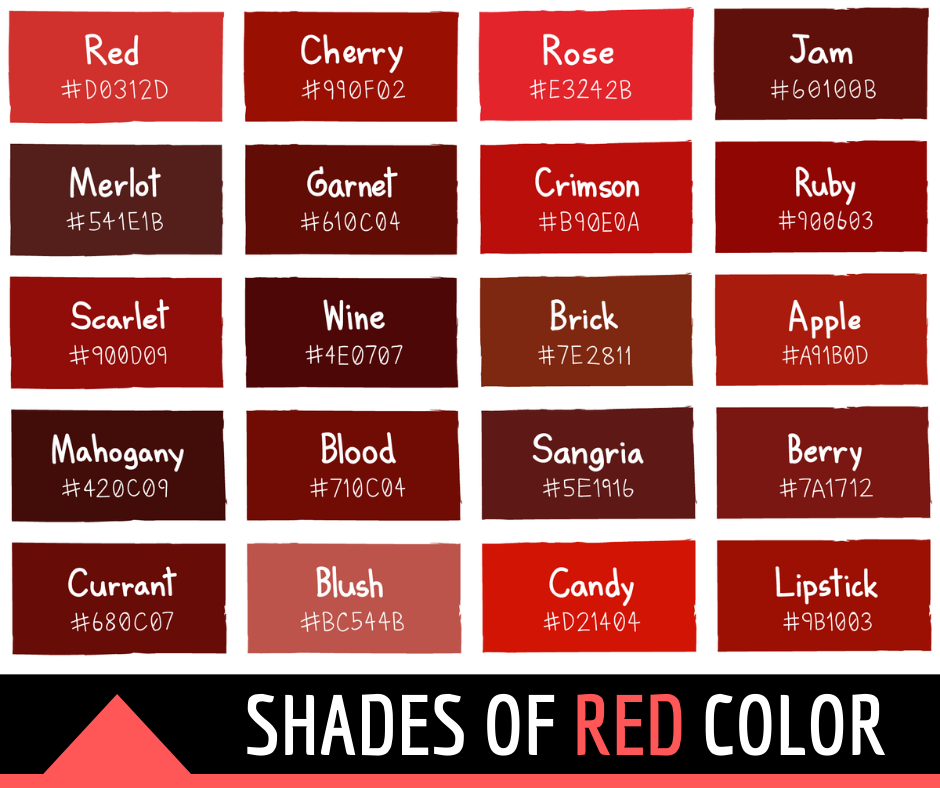 Red
#D0312D
Cherry
#990F02
Rose
#E3242B
Jam
#60100B
Merlot
#541E1B
Garnet
#610C04
Crimson
#B90E0A
Ruby
#900603
Scarlet
#900D09
Wine
#4E0707
Brick
#7E2811
Apple
#A91B0D
Mahogany
#420C09
Blood
#710C04
Sangria
#5E1916
Berry
#7A1712
Currant
#680C07
Blush
#BC544B
Candy
#D21404
Lipstick
#9B1003
SHADES OF RED COLOR